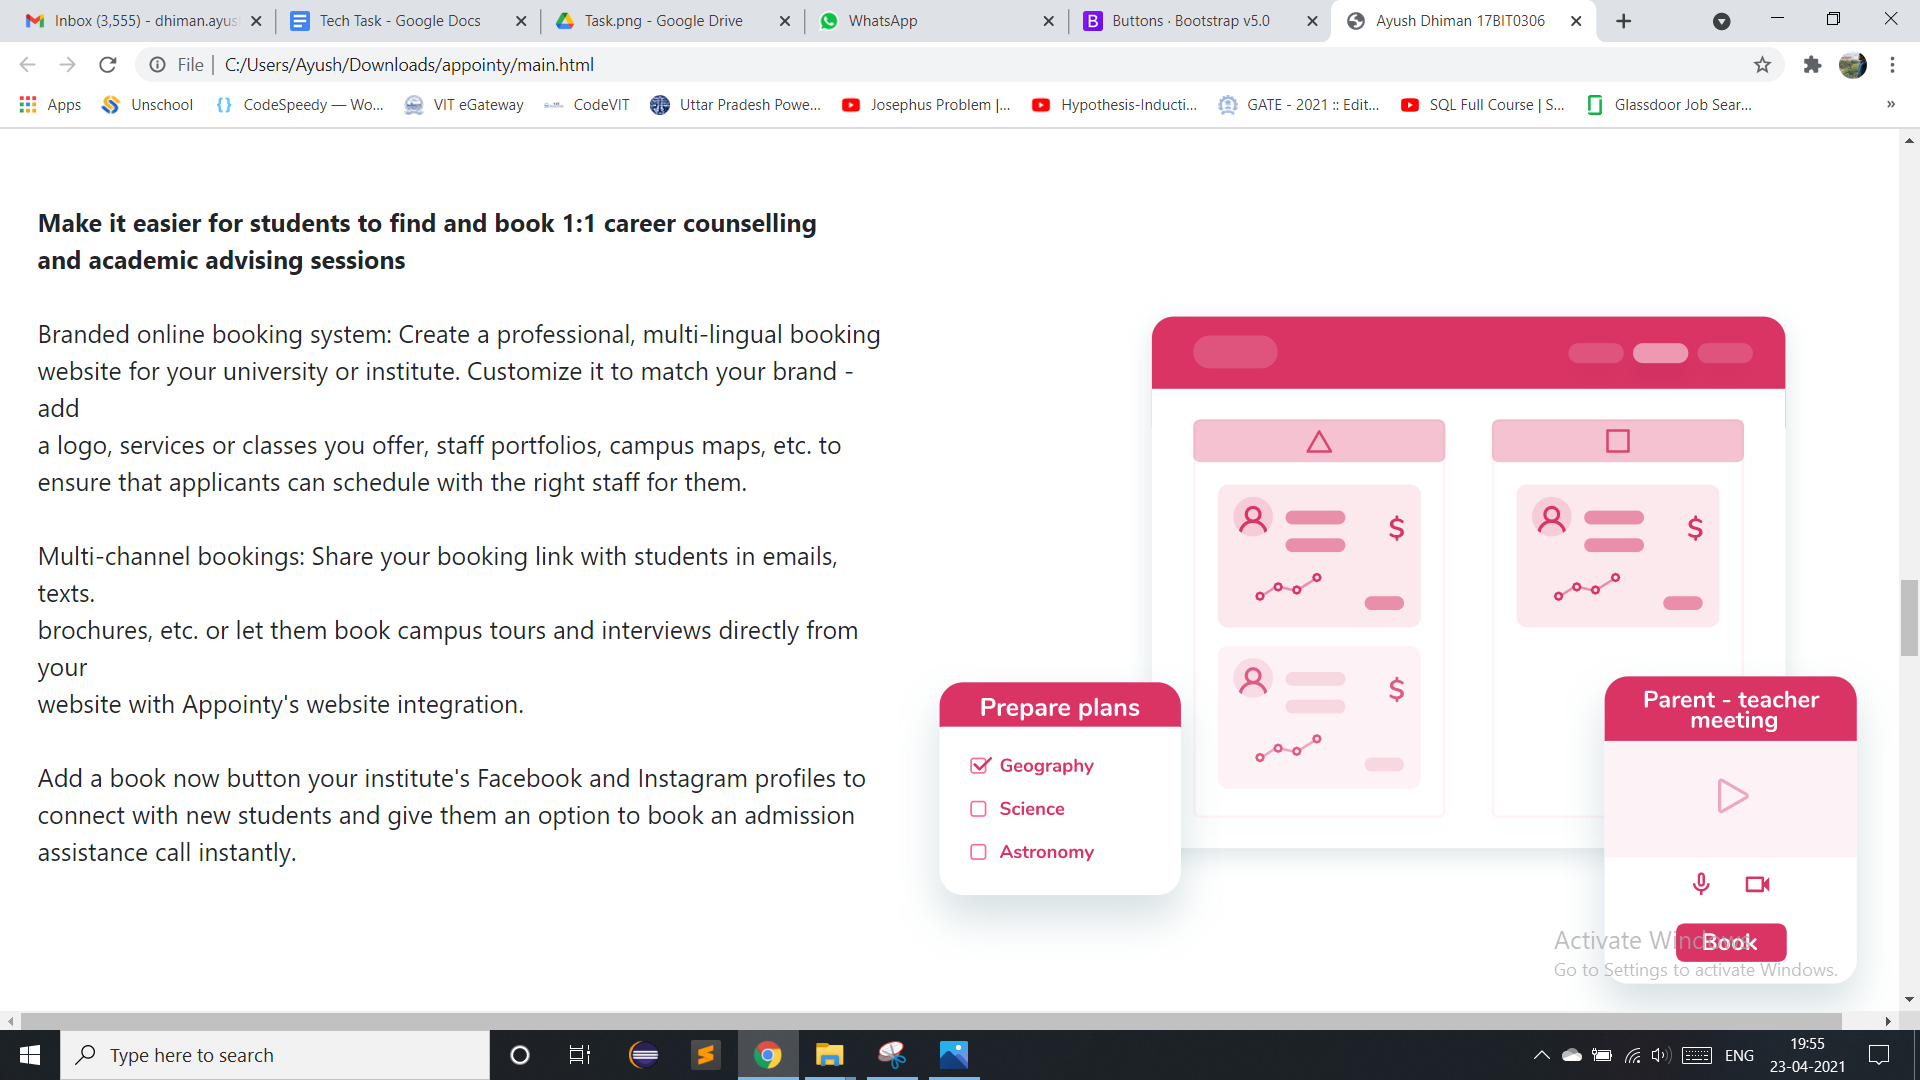 Inbox (3,555) - dhiman.ayus
Tech Task - Google Docs
Task.png - Google Drive
WhatsApp
Buttons · Bootstrap v5.0
Ayush Dhiman 17BIT0306
File
C:/Users/Ayush/Downloads/appointy/main.html
Apps
Unschool
CodeSpeedy — Wo...
VIT eGateway
CodeVIT
Uttar Pradesh Powe...
Josephus Problem |...
Hypothesis-Inducti...
GATE - 2021 :: Edit...
SQL Full Course | S...
Glassdoor Job Sear...
»
Make it easier for students to find and book 1:1 career counselling
and academic advising sessions
Branded online booking system: Create a professional, multi-lingual booking
website for your university or institute. Customize it to match your brand -
add
a logo, services or classes you offer, staff portfolios, campus maps, etc. to
ensure that applicants can schedule with the right staff for them.
Multi-channel bookings: Share your booking link with students in emails,
texts.
brochures, etc. or let them book campus tours and interviews directly from
your
website with Appointy's website integration.
Add a book now button your institute's Facebook and Instagram profiles to
connect with new students and give them an option to book an admission
assistance call instantly.
$
$
$
Prepare plans
Geography
Science
Astronomy
Parent - teacher
meeting
Book
Activate Windows
Go to Settings to activate Windows.
Type here to search
ENG
19:55
23-04-2021